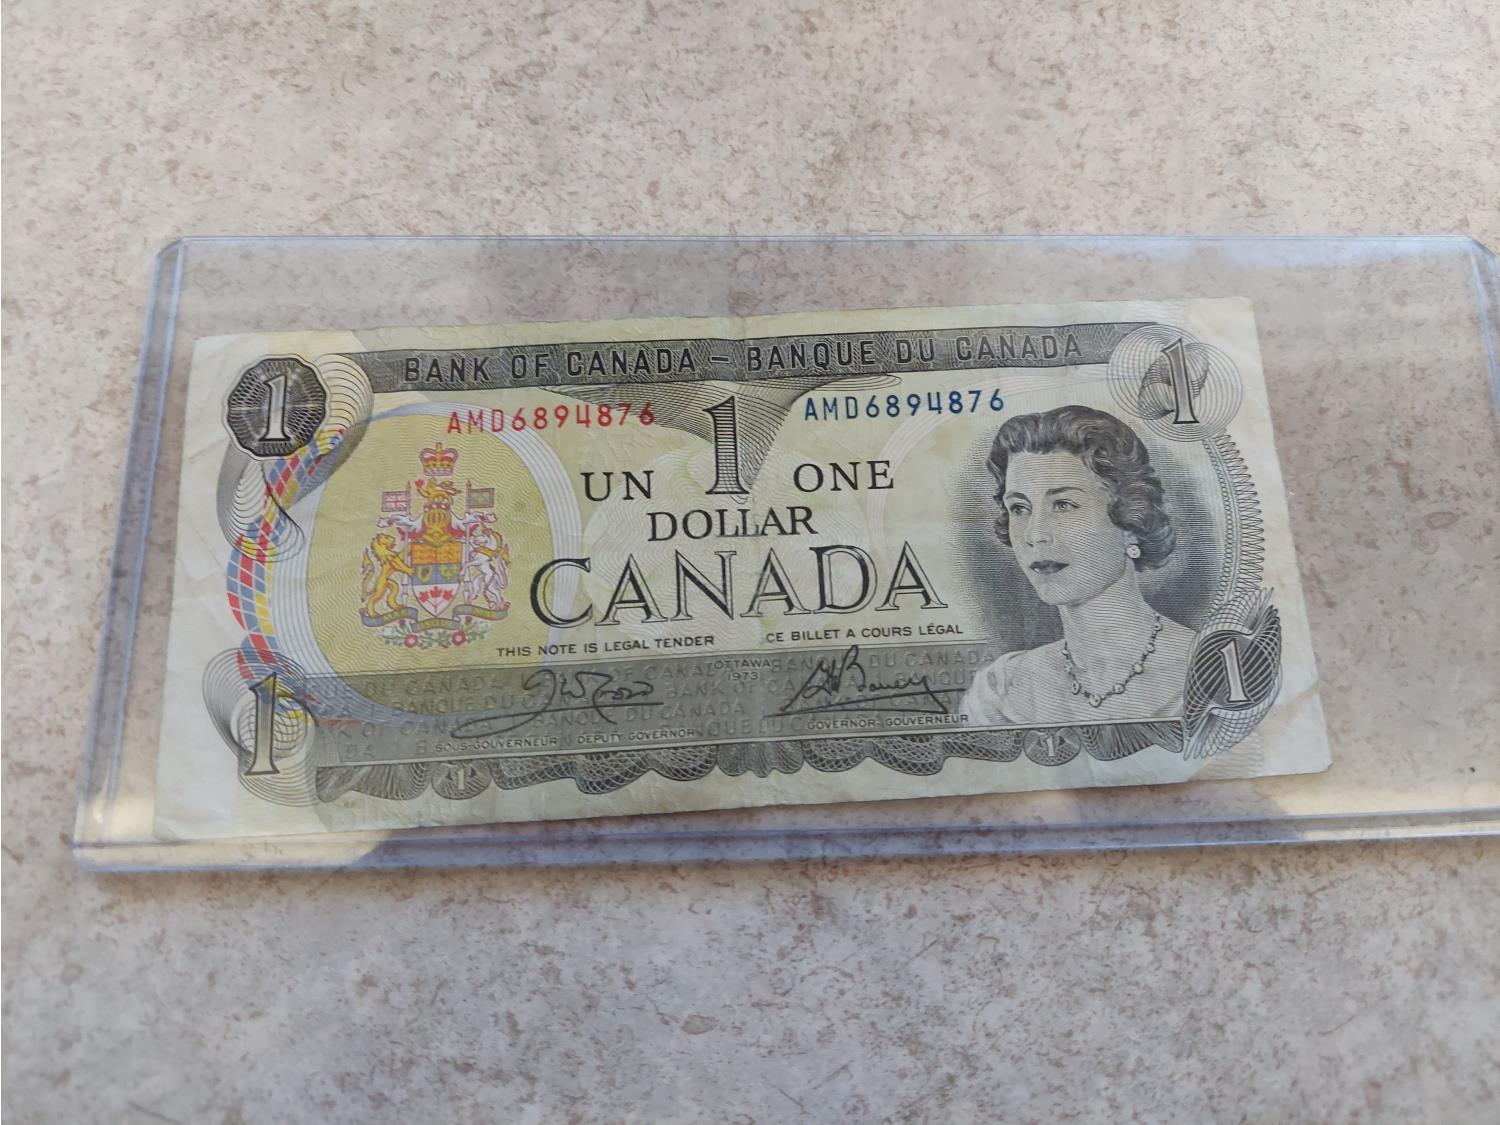 1
BANK OF CANADA – BANQUE DU CANADA
1
AMD6894876
1
AMD6894876
UN
ONE
DOLLAR
CANADA
THIS NOTE IS LEGAL TENDER
CE BILLET A COURS LÉGAL
OTTAWA
1973
SOUS-GOUVERNEUR
DEPUTY GOVERNOR
GOVERNOR-GOUVERNEUR
1
1
1
1